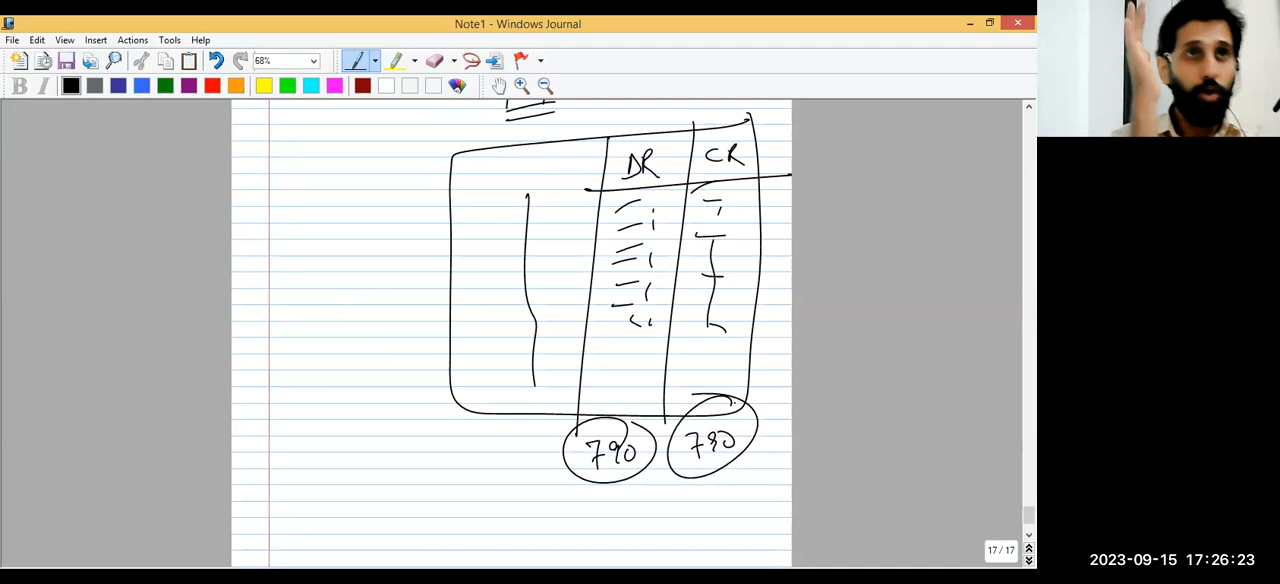 Note1 - Windows Journal
File Edit View Insert Actions Tools Help
68%
B I
DR CR
790 790
17 / 17
2023-09-15 17:26:23